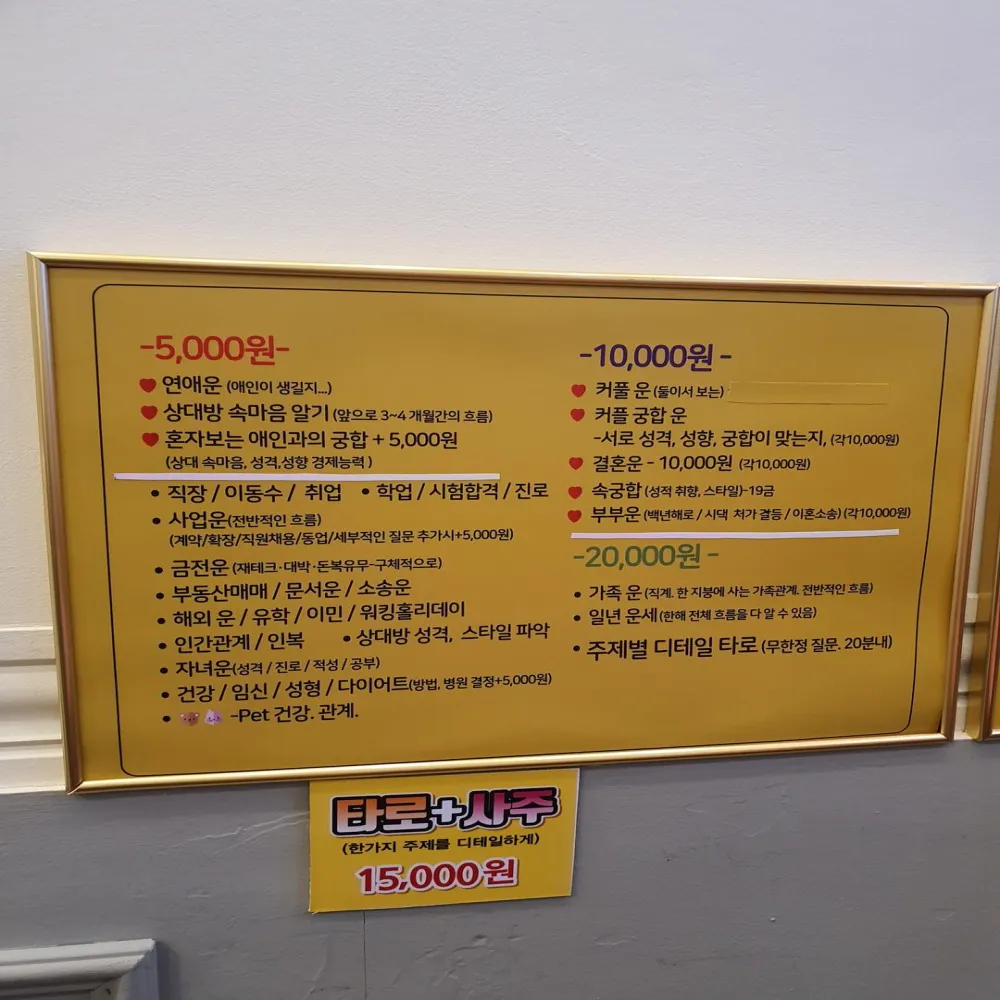 -5,000원-
♥ 연애운 (애인이 생길지...)
♥ 상대방 속마음 알기 (앞으로 3~4 개월간의 흐름)
♥ 혼자보는 애인과의 궁합 + 5,000원
(상대 속마음, 성격,성향 경제능력 )
• 직장 / 이동수 / 취업 • 학업 / 시험합격 / 진로
• 사업운(전반적인 흐름)
(계약/확장/직원채용/동업/세부적인 질문 추가시+5,000원)
• 금전운 (재테크·대박·돈복유무-구체적으로)
• 부동산매매 / 문서운 / 소송운
• 해외 운 / 유학 / 이민 / 워킹홀리데이
• 인간관계 / 인복 • 상대방 성격, 스타일 파악
• 자녀운(성격 / 진로 / 적성 / 공부)
• 건강 / 임신 / 성형 / 다이어트(방법, 병원 결정+5,000원)
• -Pet 건강. 관계.
-10,000원 -
♥ 커풀 운 (둘이서 보는)
♥ 커플 궁합 운
-서로 성격, 성향, 궁합이 맞는지, (각10,000원)
♥ 결혼운 - 10,000원 (각10,000원)
♥ 속궁합 (성적 취향, 스타일)-19금
♥ 부부운 (백년해로 / 시댁 처가 결등 / 이혼소송) (각10,000원)
-20,000원 -
• 가족 운 (직계. 한 지붕에 사는 가족관계. 전반적인 흐름)
• 일년 운세 (한해 전체 흐름을 다 알 수 있음)
• 주제별 디테일 타로 (무한정 질문. 20분내)
타로+사주
(한가지 주제를 디테일하게)
15,000원